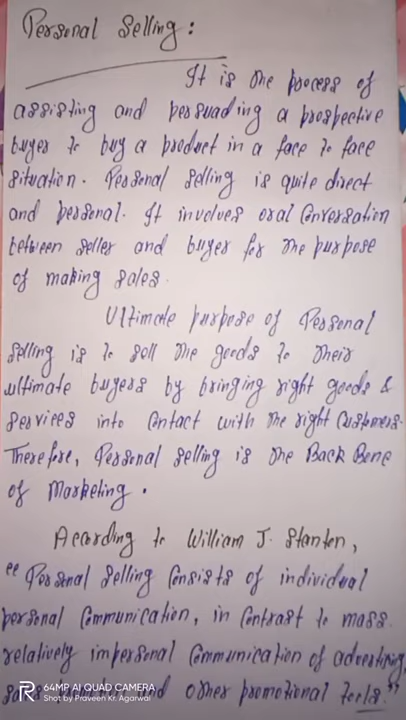 Personal Selling:
It is the process of
assisting and persuading a prospective
buyer to buy a product in a face to face
situation. Personal selling is quite direct
and personal. It involves oral Conversation
between seller and buyer for the purpose
of making sales.
Ultimate purpose of Personal
selling is to sell the goods to their
ultimate buyers by bringing right goods &
services into Contact with the right Customers.
Therefore, Personal selling is the Back Bone
of Marketing.
According to William J. Stanton,
"Personal Selling Consists of individual
personal Communication, in Contrast to mass
relatively impersonal Communication of advertising,
and other promotional tools."
64MP AI QUAD CAMERA
Shot by Praveen Kr. Agarwal